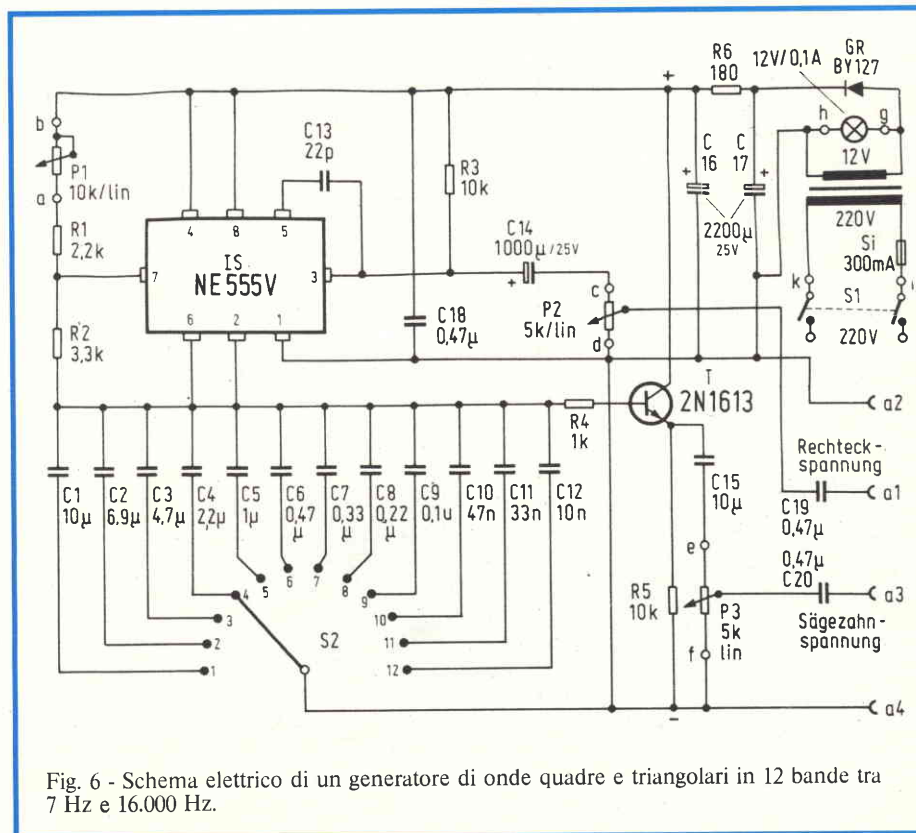 GR
BY127
12V/0,1A
R6
180
+
b
h
g
C13
22p
P1
10k/lin
R3
10k
C
16
C
17
+
+
12V
a
4
8
5
2200µ
25V
220V
R1
2,2k
C14
1000µ/25V
Si
300mA
IS
NE555V
7
3
+
c
k
S1
P2
5k/lin
C18
0,47µ
6
2
1
d
220V
R2
3,3k
T
2N1613
a2
R4
1k
Rechteck-
spannung
a1
C1
10µ
C2
6,9µ
C3
4,7µ
C4
2,2µ
C5
1µ
C6
0,47
µ
C7
0,33
µ
C8
0,22
µ
C9
0,1u
C10
47n
C11
33n
C12
10n
C15
10µ
C19
0,47µ
e
0,47µ
C20
a3
R5
10k
P3
5k
lin
Sägezahn-
spannung
1
2
3
4
5
6
7
8
9
10
11
12
S2
f
-
a4
Fig. 6 - Schema elettrico di un generatore di onde quadre e triangolari in 12 bande tra
7 Hz e 16.000 Hz.